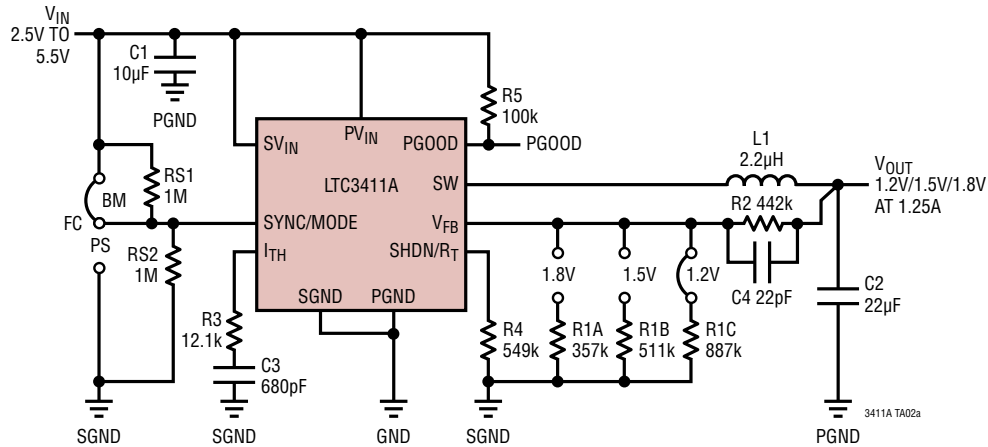 VIN
2.5V TO
5.5V
C1
10µF
PGND
R5
100k
PGOOD
SVIN
PVIN
PGOOD
LTC3411A
SW
SYNC/MODE
VFB
ITH
SHDN/RT
SGND
PGND
BM
FC
PS
RS1
1M
RS2
1M
R3
12.1k
C3
680pF
L1
2.2µH
VOUT
1.2V/1.5V/1.8V
AT 1.25A
R2 442k
C4 22pF
C2
22µF
1.8V
1.5V
1.2V
R4
549k
R1A
357k
R1B
511k
R1C
887k
SGND
SGND
GND
SGND
PGND
3411A TA02a